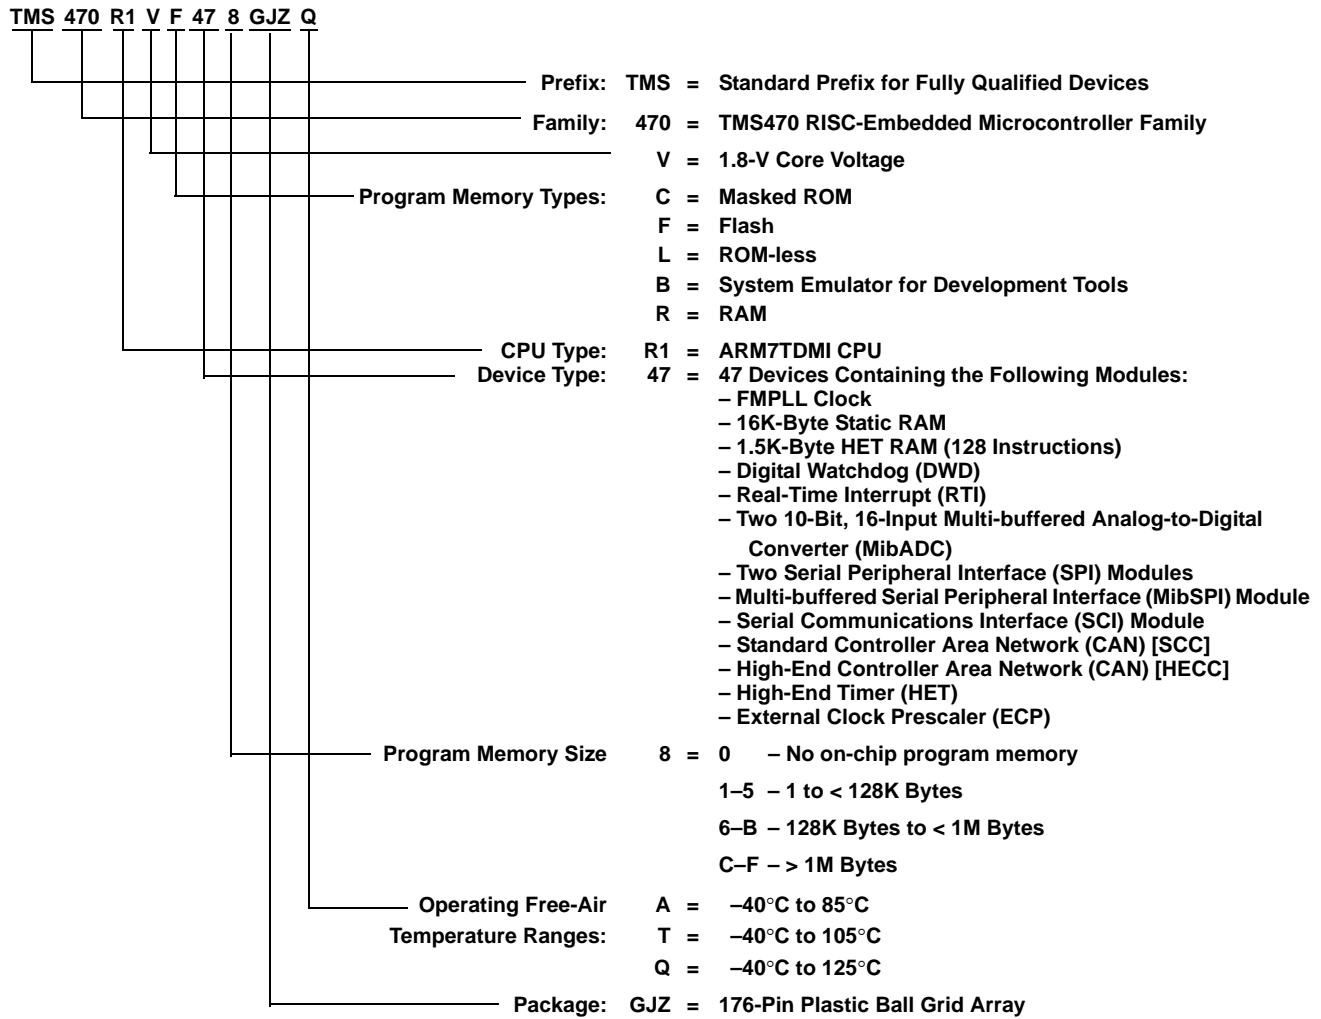 TMS 470 R1 V F 47 8 GJZ Q
Prefix: TMS = Standard Prefix for Fully Qualified Devices
Family: 470 = TMS470 RISC-Embedded Microcontroller Family
V = 1.8-V Core Voltage
Program Memory Types: C = Masked ROM
F = Flash
L = ROM-less
B = System Emulator for Development Tools
R = RAM
CPU Type: R1 = ARM7TDMI CPU
Device Type: 47 = 47 Devices Containing the Following Modules:
– FMPLL Clock
– 16K-Byte Static RAM
– 1.5K-Byte HET RAM (128 Instructions)
– Digital Watchdog (DWD)
– Real-Time Interrupt (RTI)
– Two 10-Bit, 16-Input Multi-buffered Analog-to-Digital
Converter (MibADC)
– Two Serial Peripheral Interface (SPI) Modules
– Multi-buffered Serial Peripheral Interface (MibSPI) Module
– Serial Communications Interface (SCI) Module
– Standard Controller Area Network (CAN) [SCC]
– High-End Controller Area Network (CAN) [HECC]
– High-End Timer (HET)
– External Clock Prescaler (ECP)
Program Memory Size 8 = 0 – No on-chip program memory
1–5 – 1 to < 128K Bytes
6–B – 128K Bytes to < 1M Bytes
C–F – > 1M Bytes
Operating Free-Air A = –40°C to 85°C
Temperature Ranges: T = –40°C to 105°C
Q = –40°C to 125°C
Package: GJZ = 176-Pin Plastic Ball Grid Array